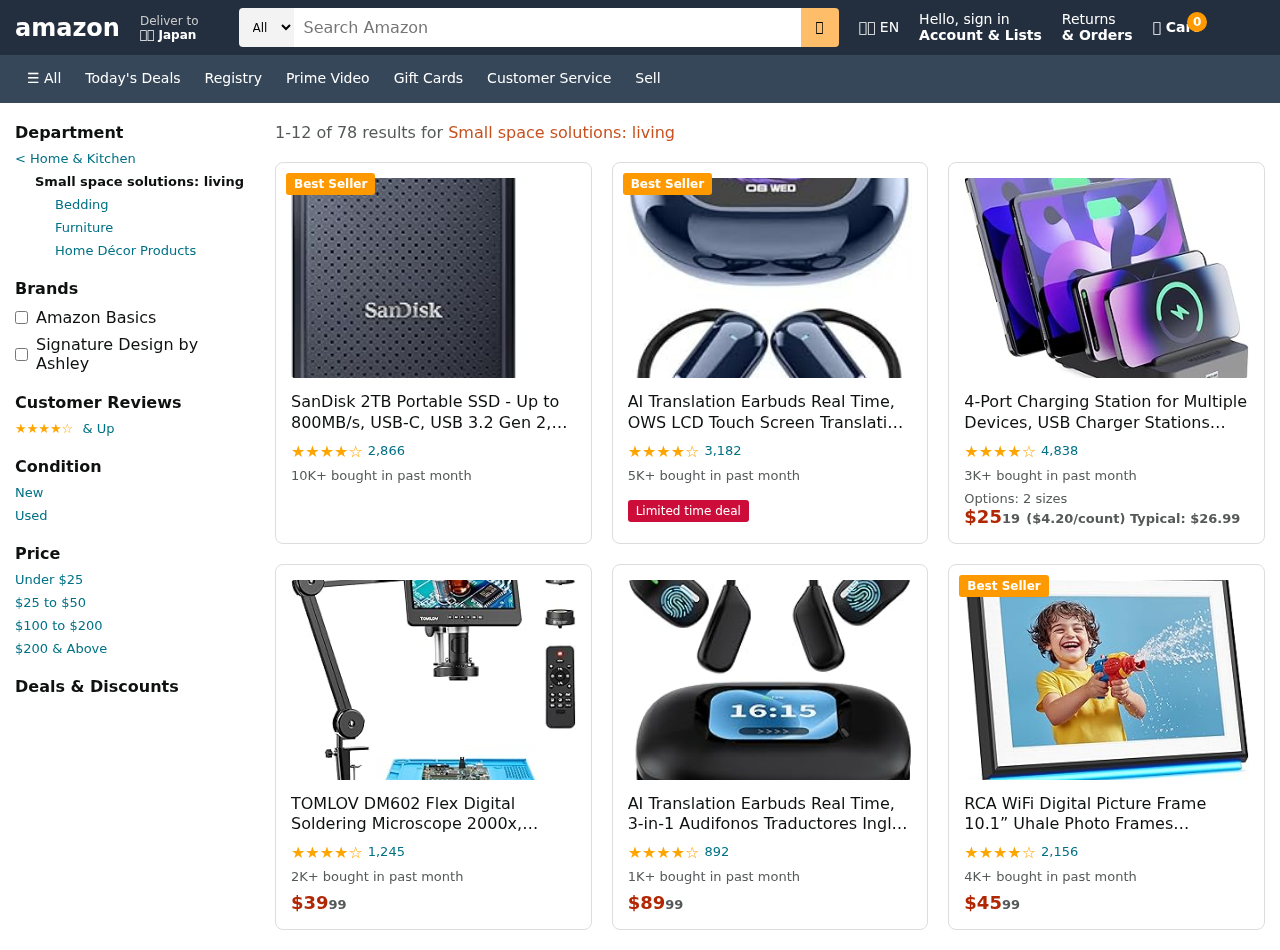 amazon
Deliver to
Japan
All
Search Amazon
EN
Hello, sign in
Account & Lists
Returns
& Orders
0
☰ All
Today's Deals
Registry
Prime Video
Gift Cards
Customer Service
Sell
Department
< Home & Kitchen
Small space solutions: living
Bedding
Furniture
Home Décor Products
Brands
Amazon Basics
Signature Design by
Ashley
Customer Reviews
★★★★☆ & Up
Condition
New
Used
Price
Under $25
$25 to $50
$100 to $200
$200 & Above
Deals & Discounts
1-12 of 78 results for Small space solutions: living
Best Seller
SanDisk
SanDisk 2TB Portable SSD - Up to
800MB/s, USB-C, USB 3.2 Gen 2,...
★★★★☆ 2,866
10K+ bought in past month
Best Seller
08 WED
AI Translation Earbuds Real Time,
OWS LCD Touch Screen Translati...
★★★★☆ 3,182
5K+ bought in past month
Limited time deal
4-Port Charging Station for Multiple
Devices, USB Charger Stations...
★★★★☆ 4,838
3K+ bought in past month
Options: 2 sizes
$2519 ($4.20/count) Typical: $26.99
TOMLOV
TOMLOV DM602 Flex Digital
Soldering Microscope 2000x,...
★★★★☆ 1,245
2K+ bought in past month
$3999
16:15
AI Translation Earbuds Real Time,
3-in-1 Audifonos Traductores Ingl...
★★★★☆ 892
1K+ bought in past month
$8999
Best Seller
RCA WiFi Digital Picture Frame
10.1” Uhale Photo Frames...
★★★★☆ 2,156
4K+ bought in past month
$4599